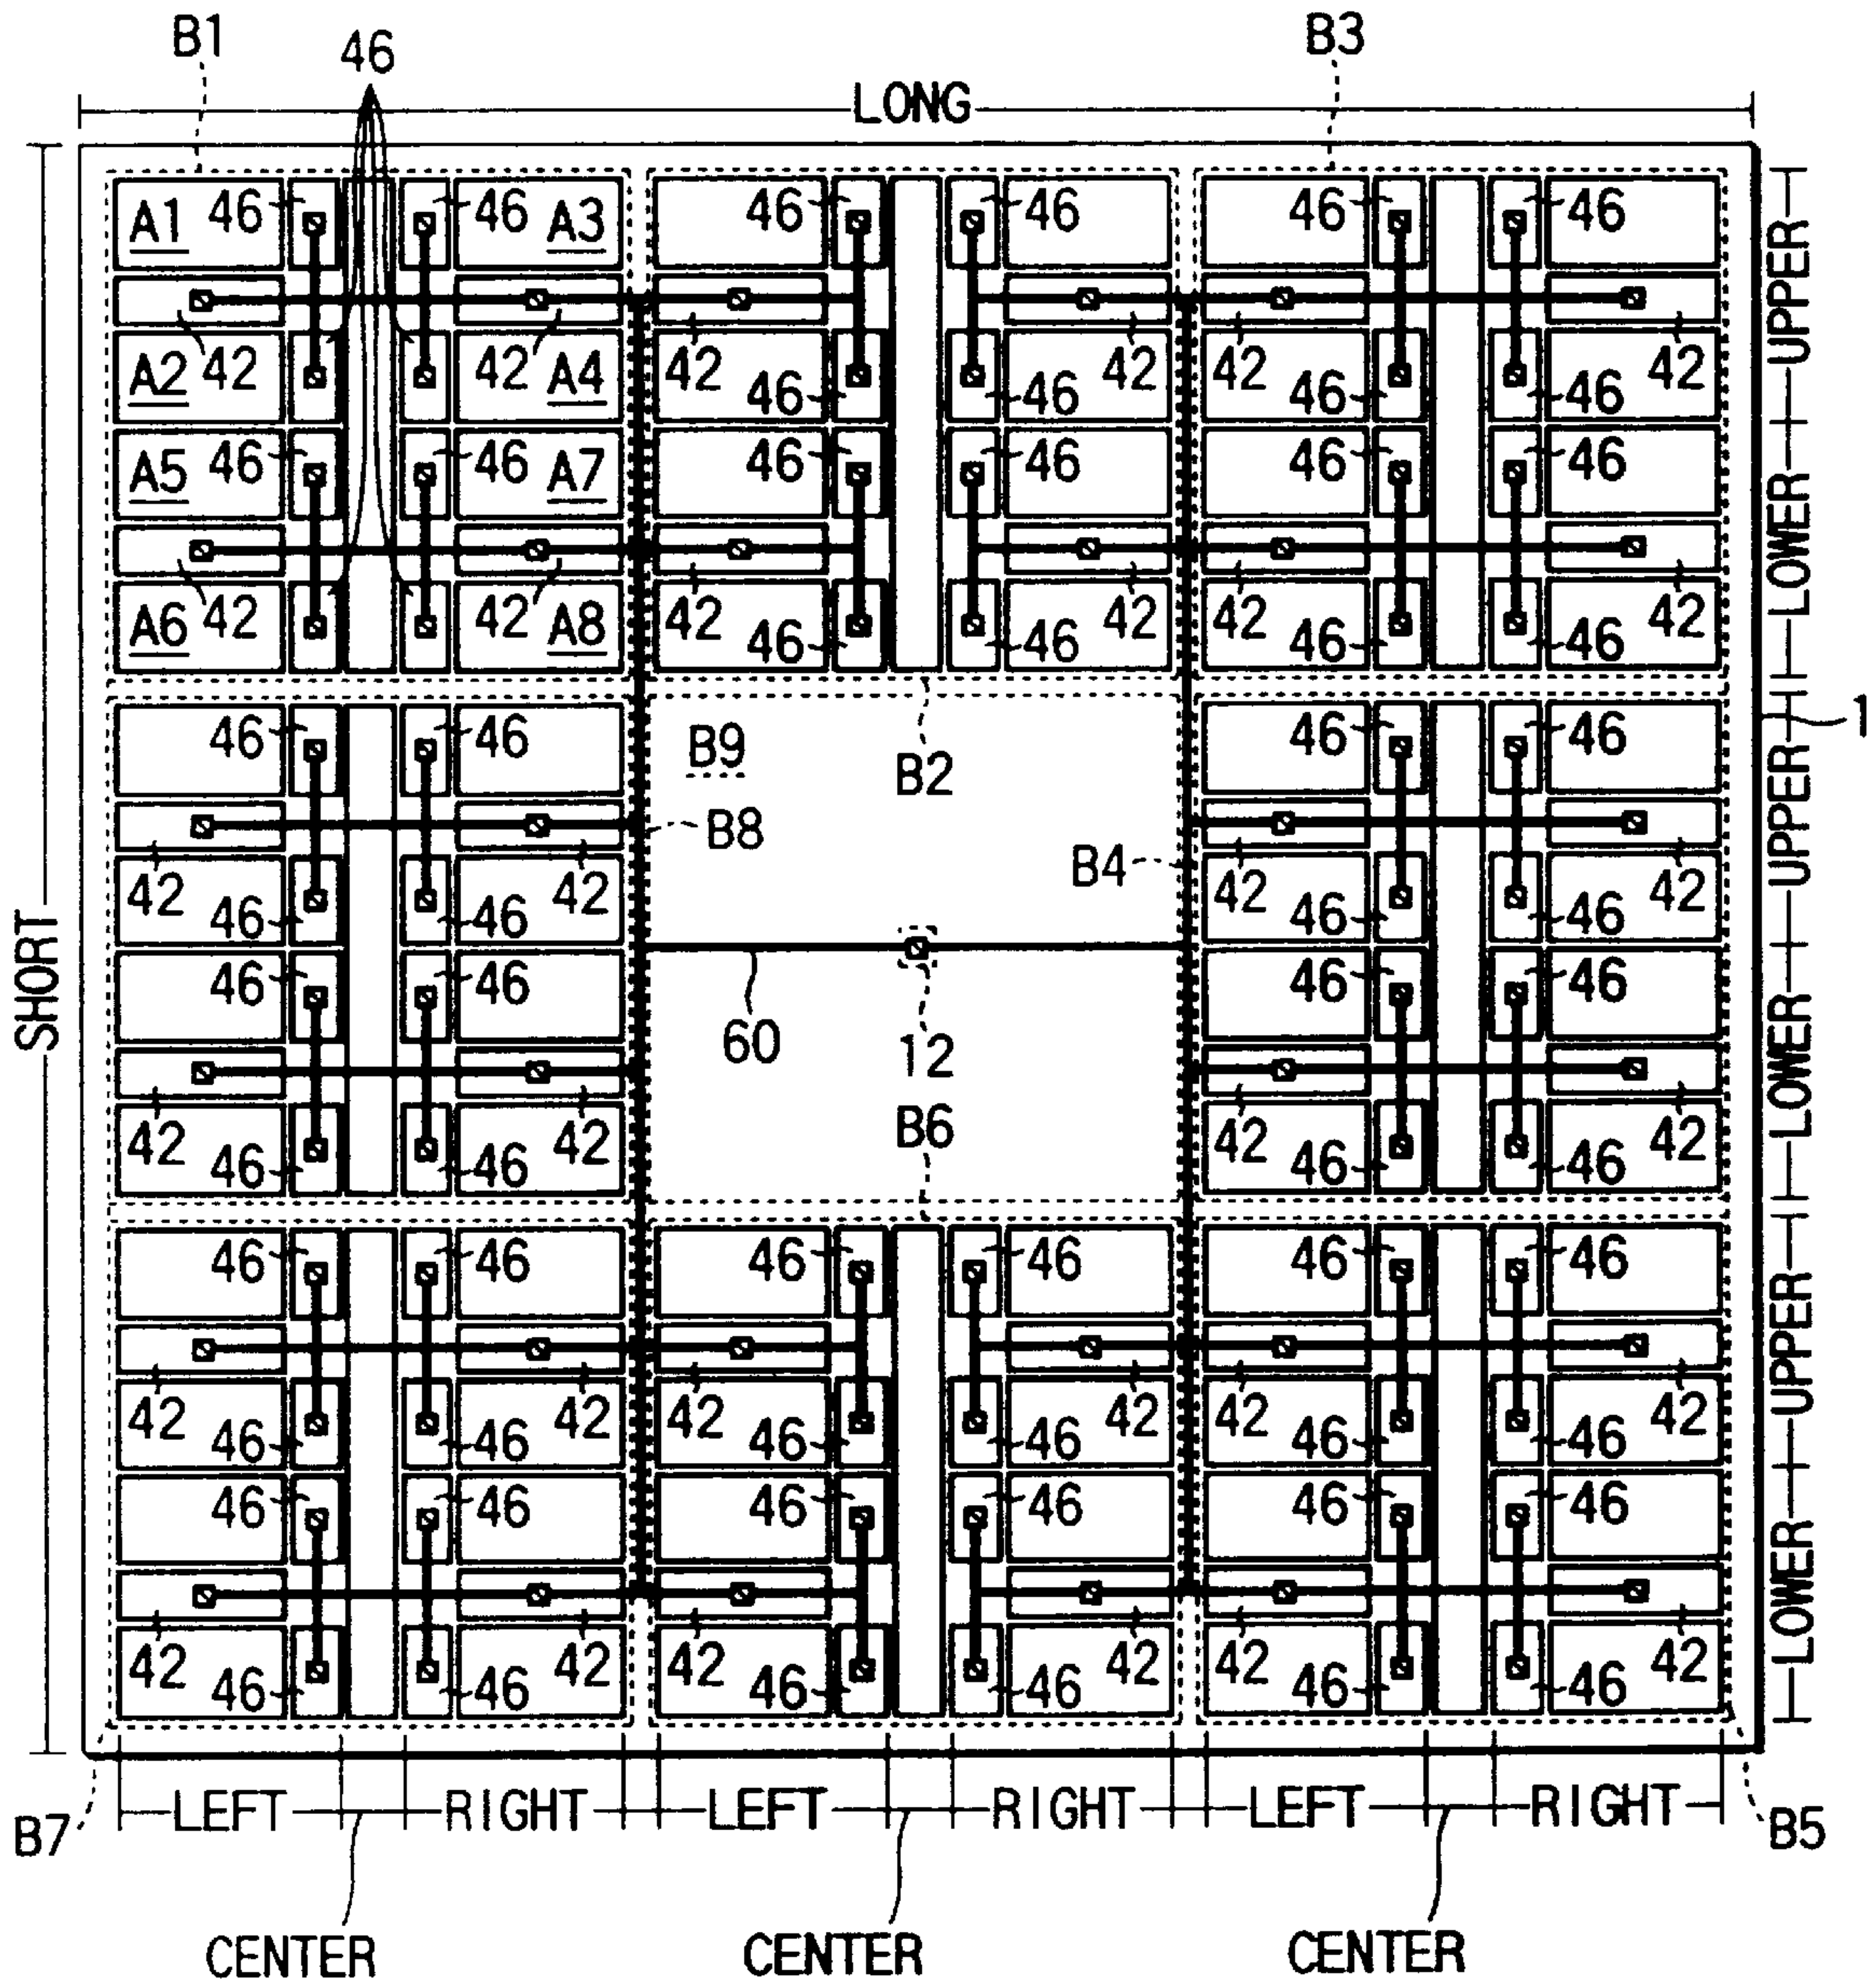 B1 46 B3
LONG
A1 46 46 A3 46 46 46 46
UPPER
A2 42 42 A4 42 42 42 42
46 46 46 46
A5 46 46 A7 46 46 46 46
LOWER
A6 42 42 A8 42 42 42 42
46 46 46 46
46 46 B9 B2 46 46 1
B8 UPPER
B4
42 42 42 42
46 46 46 46
SHORT
46 46 46 46
60 12 LOWER
B6
42 42 42 42
46 46 46 46
46 46 46 46 46 46
UPPER
42 42 42 42 42 42
46 46 46 46 46 46
46 46 46 46 46 46
LOWER
42 42 42 42 42 42
46 46 46 46 46 46
LEFT RIGHT LEFT RIGHT LEFT RIGHT
B7 B5
CENTER CENTER CENTER